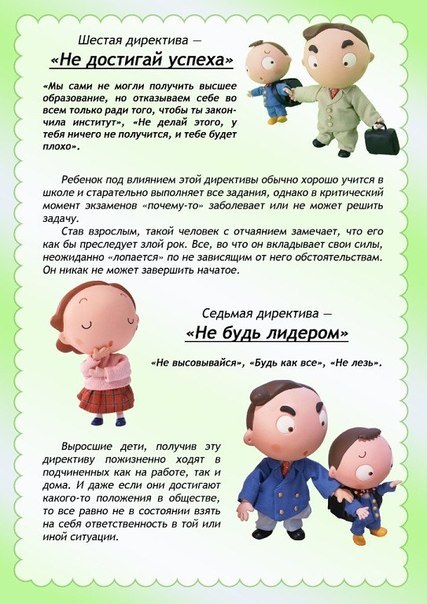 Шестая директива —
«Не достигай успеха»
«Мы сами не могли получить высшее
образование, но отказываем себе во
всем только ради того, чтобы ты закон-
чила институт», «Не делай этого, у
тебя ничего не получится, и тебе будет
плохо».
Ребенок под влиянием этой директивы обычно хорошо учится в
школе и старательно выполняет все задания, однако в критический
момент экзаменов «почему-то» заболевает или не может решить
задачу.
Став взрослым, такой человек с отчаянием замечает, что его
как бы преследует злой рок. Все, во что он вкладывает свои силы,
неожиданно «лопается» по не зависящим от него обстоятельствам.
Он никак не может завершить начатое.
Седьмая директива —
«Не будь лидером»
«Не высовывайся», «Будь как все», «Не лезь».
Выросшие дети, получив эту
директиву пожизненно ходят в
подчиненных как на работе, так и
дома. И даже если они достигают
какого-то положения в обществе,
то все равно не в состоянии взять
на себя ответственность в той или
иной ситуации.